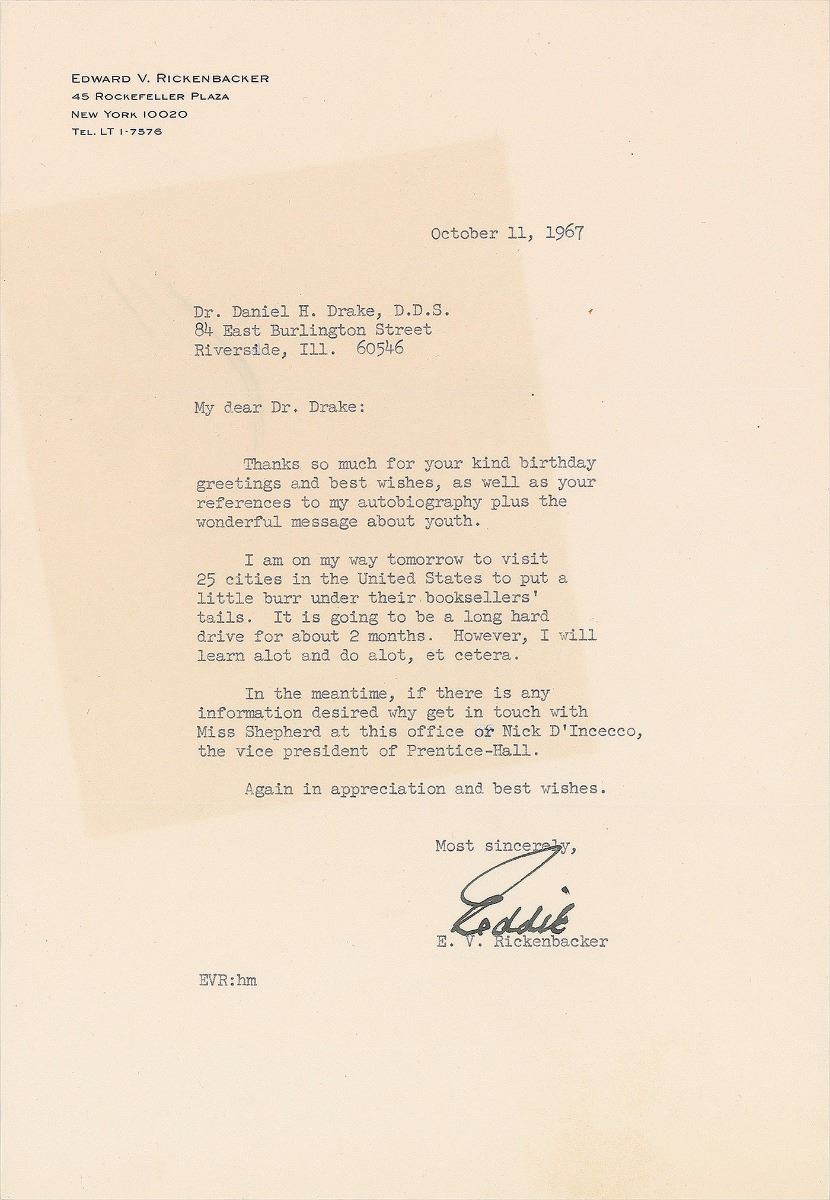 EDWARD V. RICKENBACKER
45 ROCKEFELLER PLAZA
NEW YORK 10020
TEL. LT 1-7576
October 11, 1967
Dr. Daniel H. Drake, D.D.S.
84 East Burlington Street
Riverside, Ill. 60546
My dear Dr. Drake:
Thanks so much for your kind birthday
greetings and best wishes, as well as your
references to my autobiography plus the
wonderful message about youth.
I am on my way tomorrow to visit
25 cities in the United States to put a
little burr under their booksellers'
tails. It is going to be a long hard
drive for about 2 months. However, I will
learn alot and do alot, et cetera.
In the meantime, if there is any
information desired why get in touch with
Miss Shepherd at this office or Nick D'Incecco,
the vice president of Prentice-Hall.
Again in appreciation and best wishes.
Most sincerely,
Eddie
E. V. Rickenbacker
EVR:hm